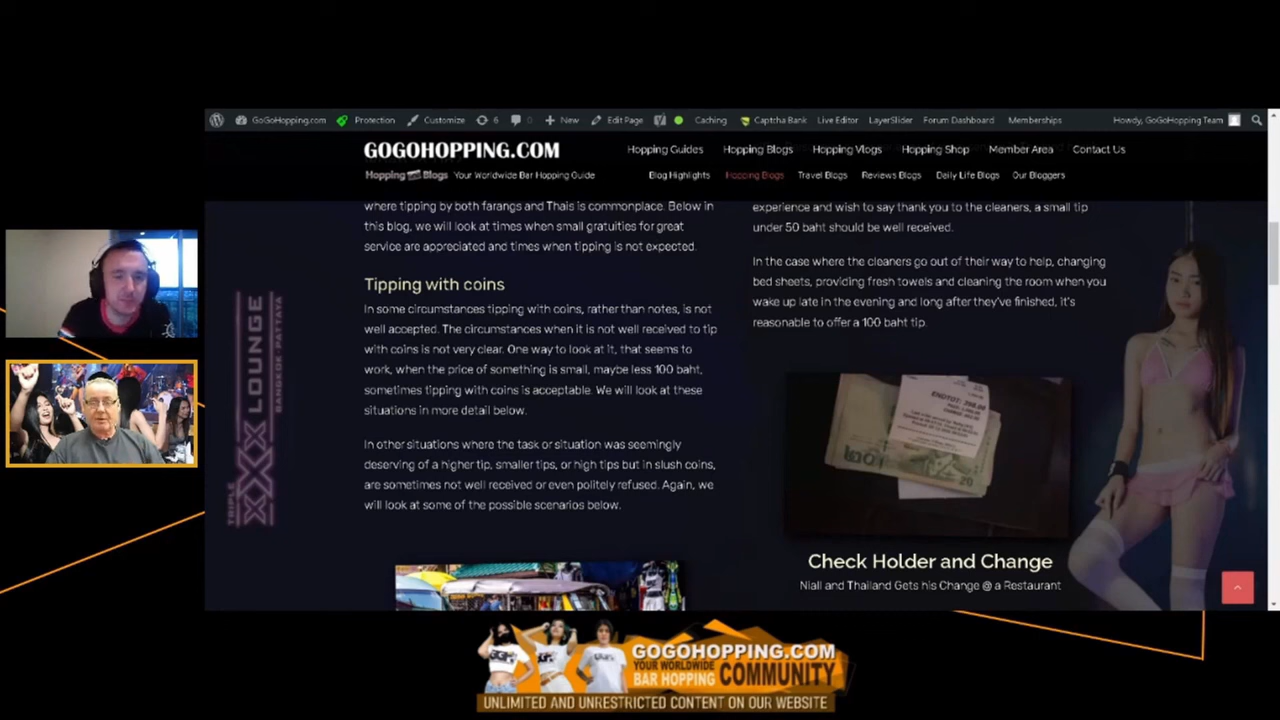 GoGoHopping.com Protection Customize 6 0 New Edit Page Caching Captcha Bank Live Editor LayerSlider Forum Dashboard Memberships Howdy, GoGoHopping Team
GOGOHOPPING.COM
Hopping Guides Hopping Blogs Hopping Vlogs Hopping Shop Member Area Contact Us
Hopping Blogs Your Worldwide Bar Hopping Guide
Blog Highlights Hopping Blogs Travel Blogs Reviews Blogs Daily Life Blogs Our Bloggers
where tipping by both farangs and Thais is commonplace. Below in
this blog, we will look at times when small gratuities for great
service are appreciated and times when tipping is not expected.
Tipping with coins
In some circumstances tipping with coins, rather than notes, is not
well accepted. The circumstances when it is not well received to tip
with coins is not very clear. One way to look at it, that seems to
work, when the price of something is small, maybe less 100 baht,
sometimes tipping with coins is acceptable. We will look at these
situations in more detail below.
In other situations where the task or situation was seemingly
deserving of a higher tip, smaller tips, or high tips but in slush coins,
are sometimes not well received or even politely refused. Again, we
will look at some of the possible scenarios below.
experience and wish to say thank you to the cleaners, a small tip
under 50 baht should be well received.
In the case where the cleaners go out of their way to help, changing
bed sheets, providing fresh towels and cleaning the room when you
wake up late in the evening and long after they've finished, it's
reasonable to offer a 100 baht tip.
20
Check Holder and Change
Niall and Thailand Gets his Change @ a Restaurant
TRIPLE
XXX LOUNGE
BANGKOK PATTAYA
GOGOHOPPING.COM
YOUR WORLDWIDE
BAR HOPPING
COMMUNITY
UNLIMITED AND UNRESTRICTED CONTENT ON OUR WEBSITE